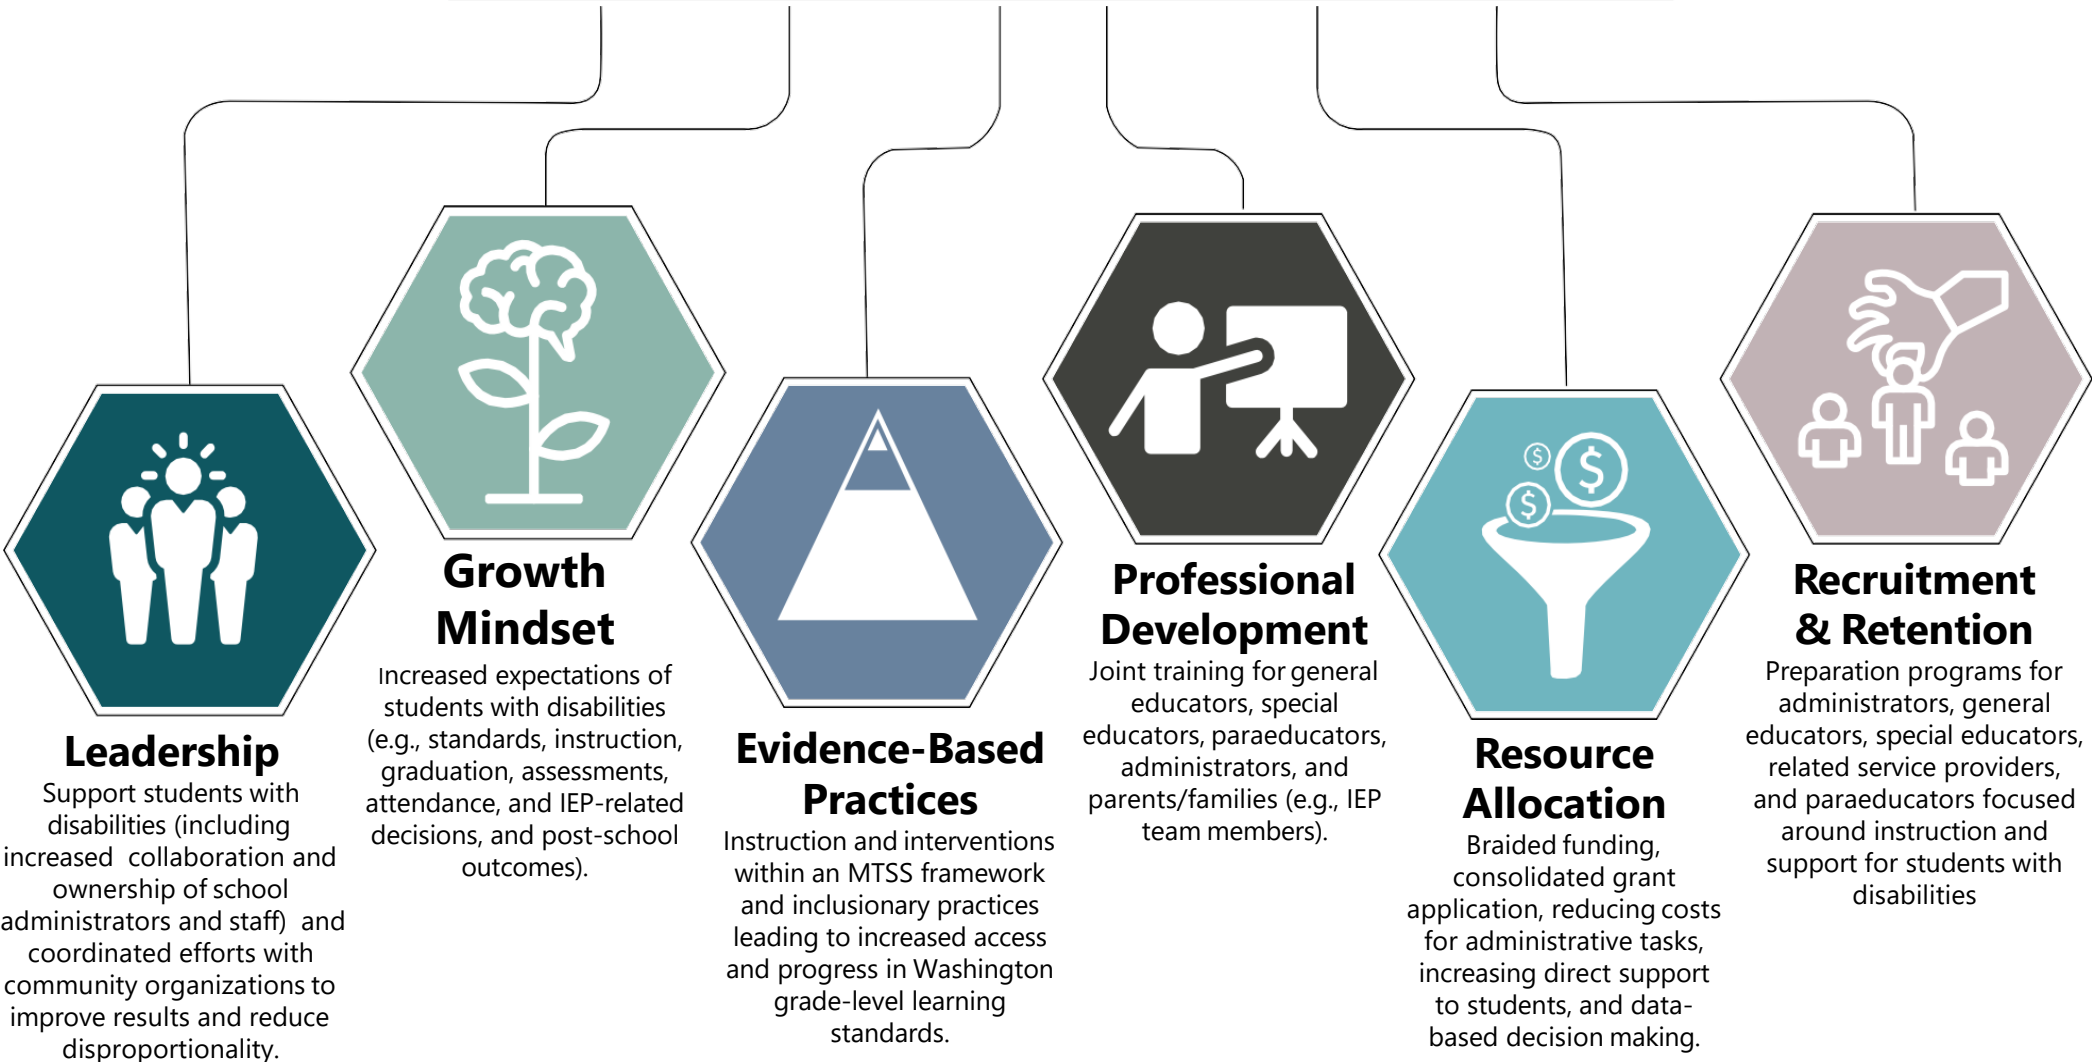 Leadership
Support students with
disabilities (including
increased collaboration and
ownership of school
administrators and staff) and
coordinated efforts with
community organizations to
improve results and reduce
disproportionality.
Growth
Mindset
Increased expectations of
students with disabilities
(e.g., standards, instruction,
graduation, assessments,
attendance, and IEP-related
decisions, and post-school
outcomes).
Evidence-Based
Practices
Instruction and interventions
within an MTSS framework
and inclusionary practices
leading to increased access
and progress in Washington
grade-level learning
standards.
Professional
Development
Joint training for general
educators, special
educators, paraeducators,
administrators, and
parents/families (e.g., IEP
team members).
$
$
$
Resource
Allocation
Braided funding,
consolidated grant
application, reducing costs
for administrative tasks,
increasing direct support
to students, and data-
based decision making.
Recruitment
& Retention
Preparation programs for
administrators, general
educators, special educators,
related service providers,
and paraeducators focused
around instruction and
support for students with
disabilities